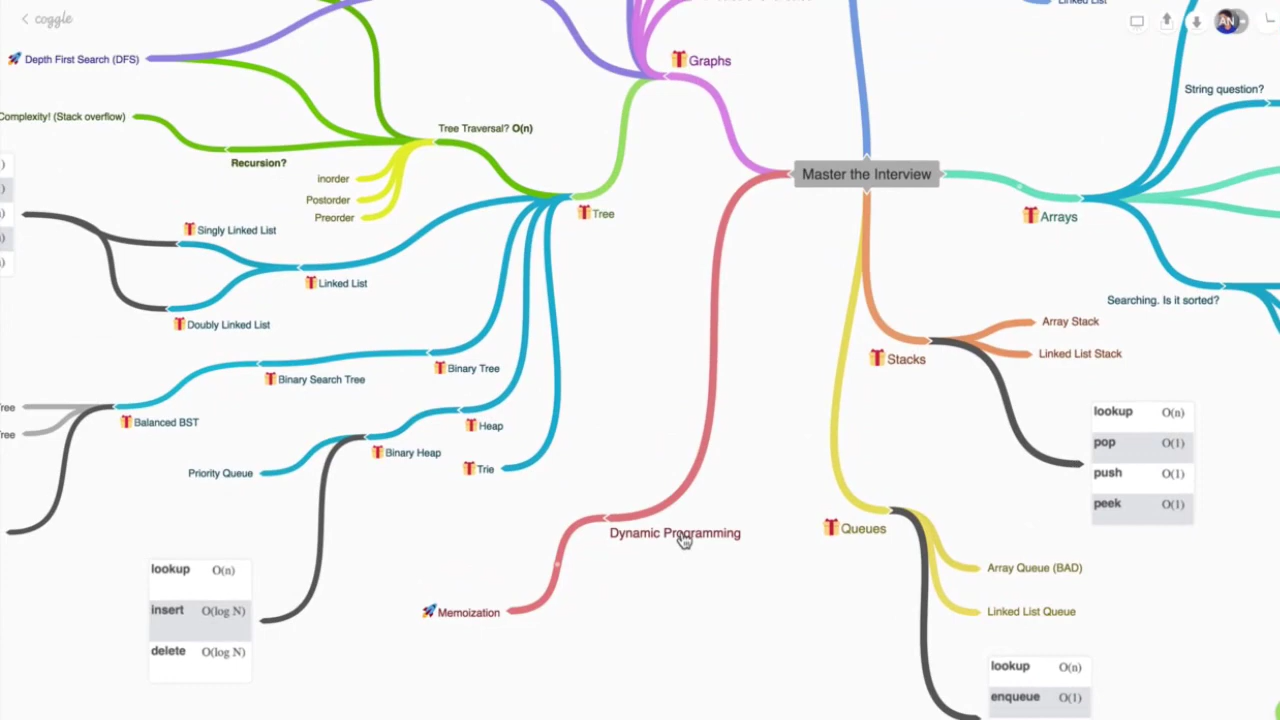 coggle
Linked List
AN
Depth First Search (DFS)
Graphs
String question?
Complexity! (Stack overflow)
Tree Traversal? O(n)
Recursion?
inorder
Postorder
Preorder
Master the Interview
Tree
Arrays
Singly Linked List
Linked List
Doubly Linked List
Searching. Is it sorted?
Array Stack
Stacks
Linked List Stack
Binary Tree
Binary Search Tree
Balanced BST
Heap
Binary Heap
Trie
Priority Queue
lookup O(n)
pop O(1)
push O(1)
peek O(1)
Dynamic Programming
Queues
Array Queue (BAD)
Linked List Queue
Memoization
lookup O(n)
insert O(log N)
delete O(log N)
lookup O(n)
enqueue O(1)